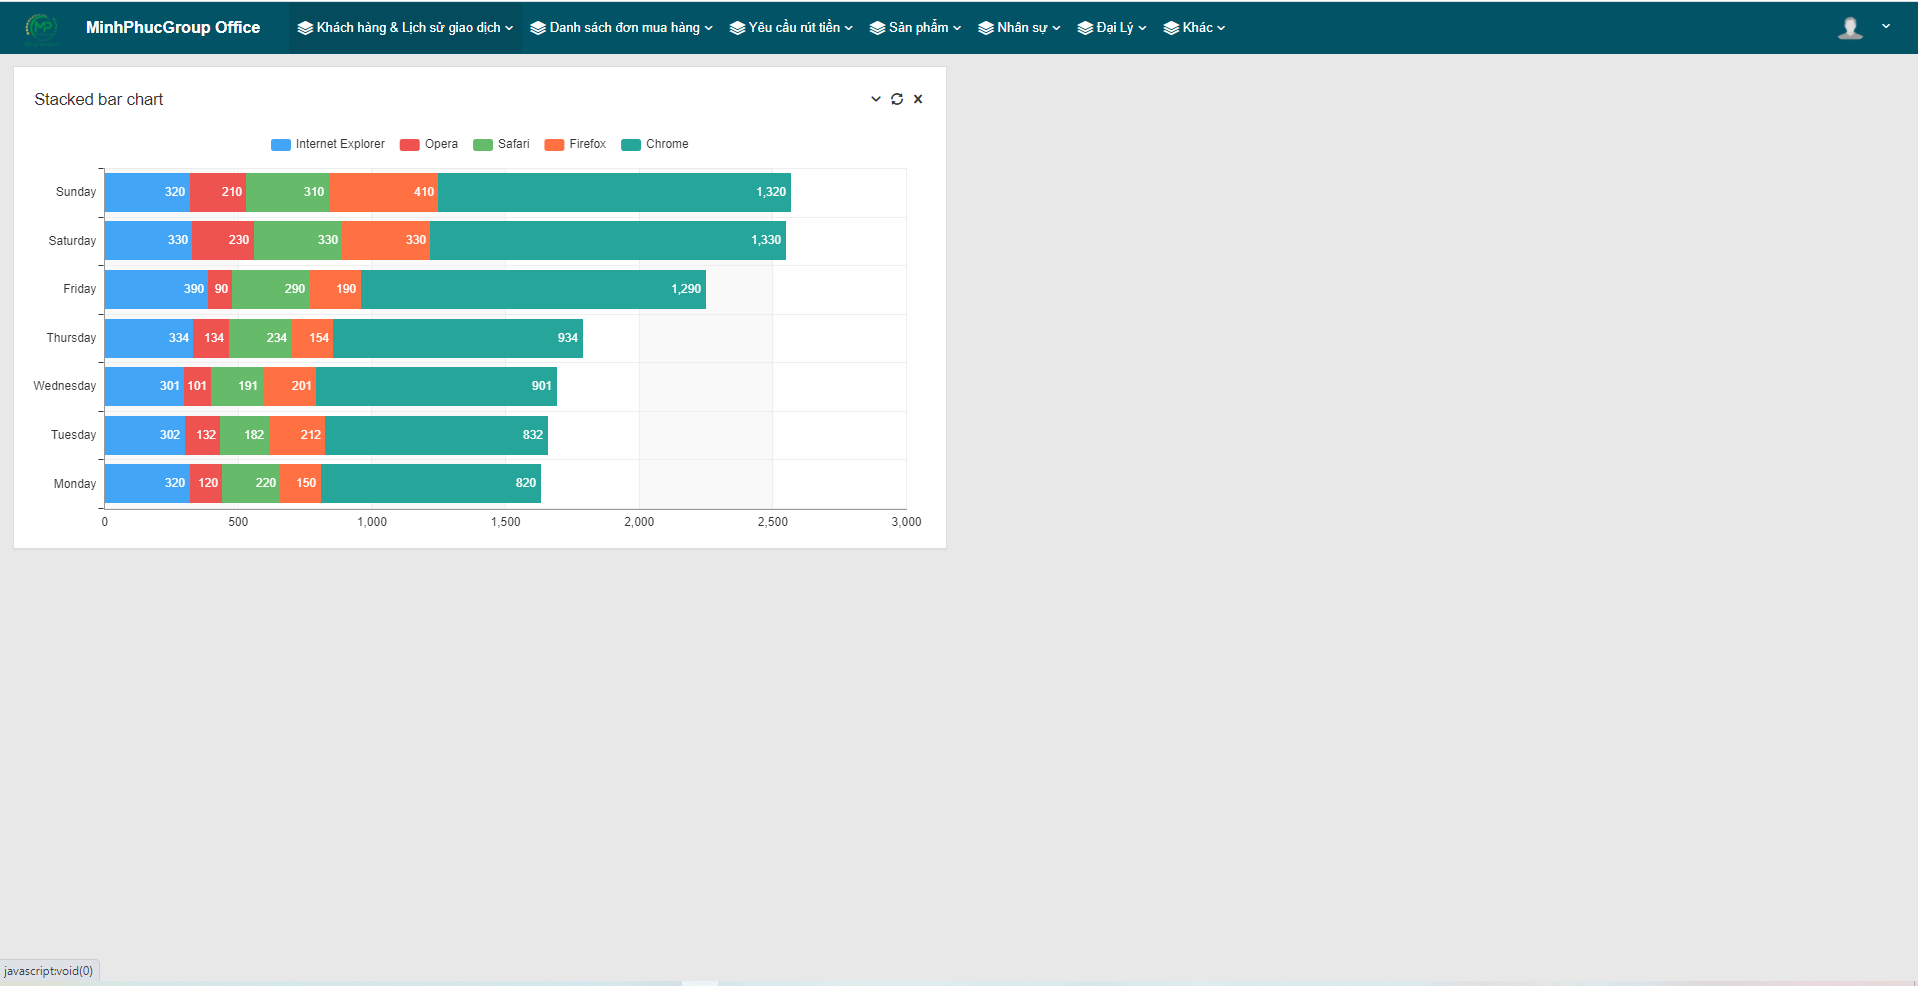 MP
MinhPhucGroup Office
Khách hàng & Lịch sử giao dịch
Danh sách đơn mua hàng
Yêu cầu rút tiền
Sản phẩm
Nhân sự
Đại Lý
Khác
Stacked bar chart
Internet Explorer Opera Safari Firefox Chrome
Sunday 320 210 310 410 1,320
Saturday 330 230 330 330 1,330
Friday 390 90 290 190 1,290
Thursday 334 134 234 154 934
Wednesday 301 101 191 201 901
Tuesday 302 132 182 212 832
Monday 320 120 220 150 820
0 500 1,000 1,500 2,000 2,500 3,000
javascript:void(0)